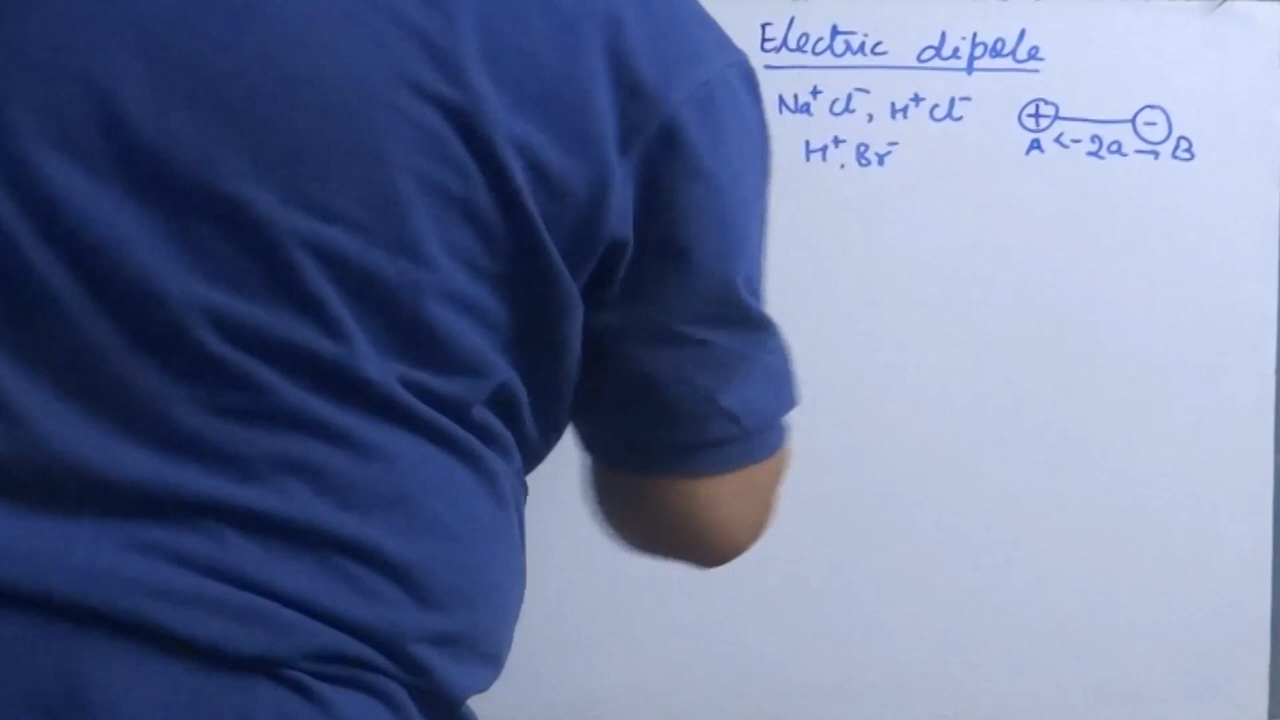 Electric dipole
Na⁺Cl⁻, H⁺Cl⁻
H⁺.Br⁻
+ −
A <-2a→ B